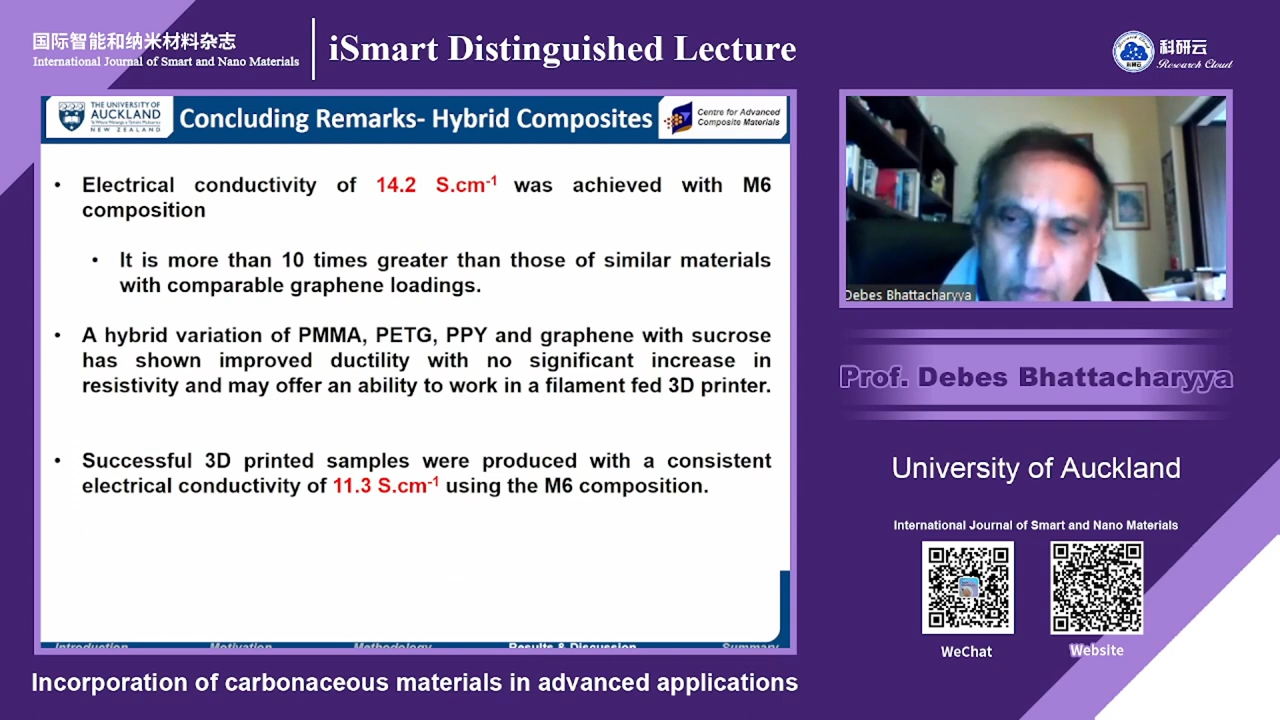 国际智能和纳米材料杂志
International Journal of Smart and Nano Materials
iSmart Distinguished Lecture
科研云
Research Cloud
THE UNIVERSITY OF
AUCKLAND
NEW ZEALAND
Concluding Remarks- Hybrid Composites
Centre for Advanced
Composite Materials
• Electrical conductivity of 14.2 S.cm-1 was achieved with M6
composition
• It is more than 10 times greater than those of similar materials
with comparable graphene loadings.
• A hybrid variation of PMMA, PETG, PPY and graphene with sucrose
has shown improved ductility with no significant increase in
resistivity and may offer an ability to work in a filament fed 3D printer.
• Successful 3D printed samples were produced with a consistent
electrical conductivity of 11.3 S.cm-1 using the M6 composition.
Introduction
Motivation
Methodology
Results & Discussion
Summary
Debes Bhattacharyya
Prof. Debes Bhattacharyya
University of Auckland
International Journal of Smart and Nano Materials
WeChat
Website
Incorporation of carbonaceous materials in advanced applications